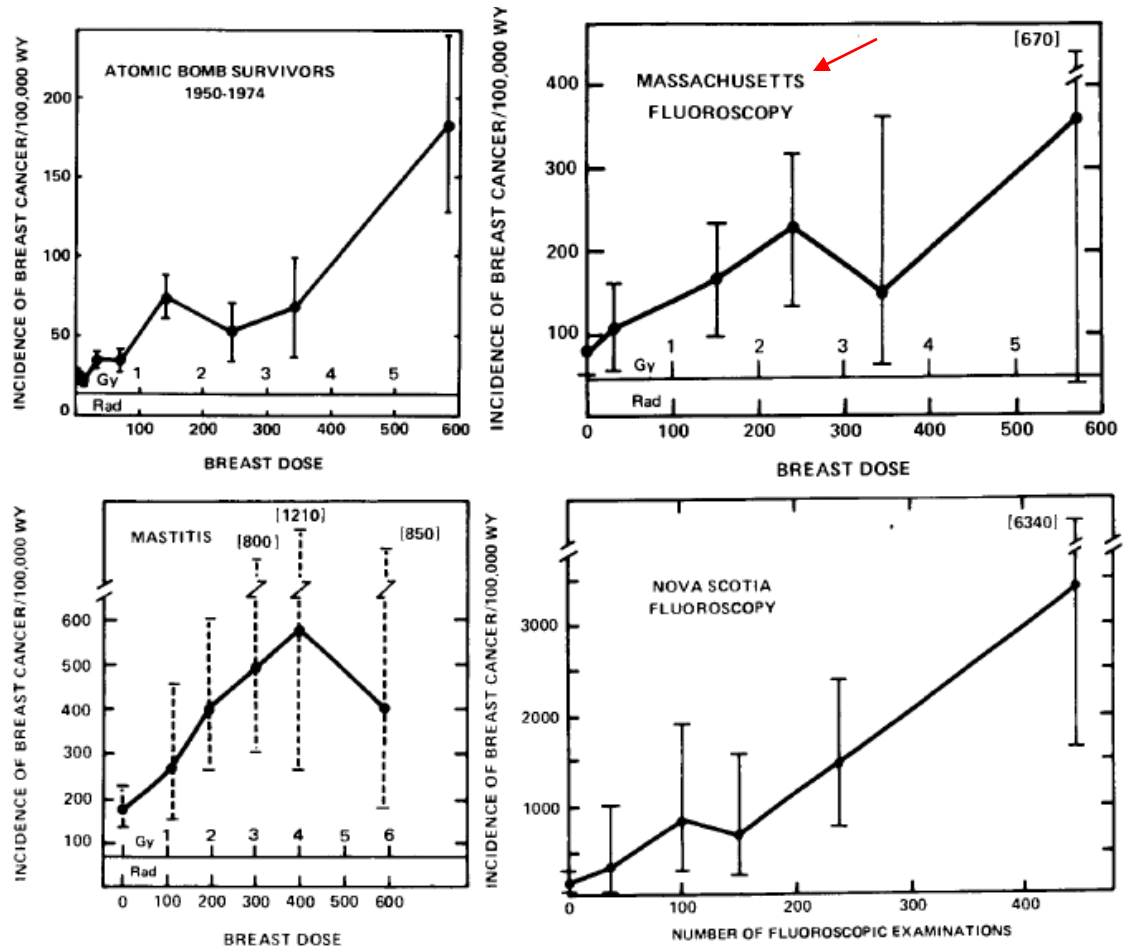 INCIDENCE OF BREAST CANCER/100,000 WY
ATOMIC BOMB SURVIVORS
1950-1974
200
150
100
50
0
Gy 1 2 3 4 5
Rad
0 100 200 300 400 500 600
BREAST DOSE
INCIDENCE OF BREAST CANCER/100,000 WY
[670]
MASSACHUSETTS
FLUOROSCOPY
400
300
200
100
Gy 1 2 3 4 5
Rad
0 100 200 300 400 500 600
BREAST DOSE
INCIDENCE OF BREAST CANCER/100,000 WY
MASTITIS
[800]
[1210]
[850]
600
500
400
300
200
100
Gy 1 2 3 4 5 6
Rad
0 100 200 300 400 600
BREAST DOSE
INCIDENCE OF BREAST CANCER/100,000 WY
[6340]
NOVA SCOTIA
FLUOROSCOPY
3000
2000
1000
0 100 200 300 400
NUMBER OF FLUOROSCOPIC EXAMINATIONS